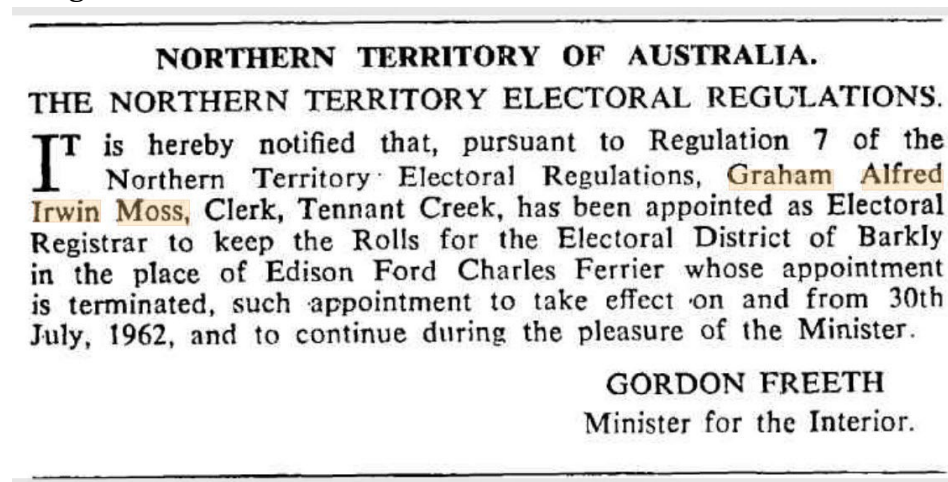 NORTHERN TERRITORY OF AUSTRALIA.
THE NORTHERN TERRITORY ELECTORAL REGULATIONS.
IT is hereby notified that, pursuant to Regulation 7 of the
Northern Territory Electoral Regulations, Graham Alfred
Irwin Moss, Clerk, Tennant Creek, has been appointed as Electoral
Registrar to keep the Rolls for the Electoral District of Barkly
in the place of Edison Ford Charles Ferrier whose appointment
is terminated, such appointment to take effect on and from 30th
July, 1962, and to continue during the pleasure of the Minister.
GORDON FREETH
Minister for the Interior.